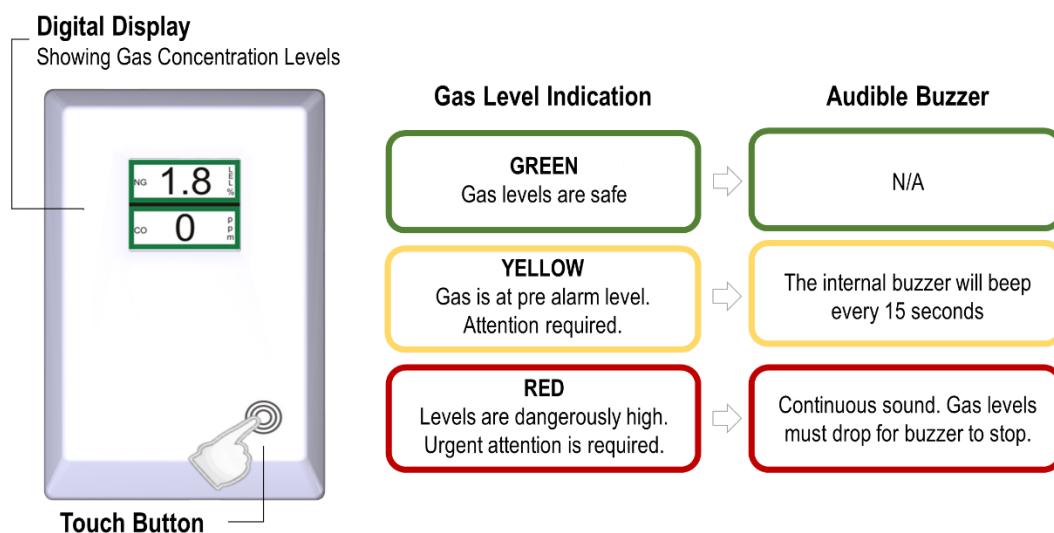 Digital Display
Showing Gas Concentration Levels
NG 1.8 LEL%
CO 0 ppm
Touch Button
Gas Level Indication
Audible Buzzer
GREEN
Gas levels are safe
N/A
YELLOW
Gas is at pre alarm level.
Attention required.
The internal buzzer will beep
every 15 seconds
RED
Levels are dangerously high.
Urgent attention is required.
Continuous sound. Gas levels
must drop for buzzer to stop.